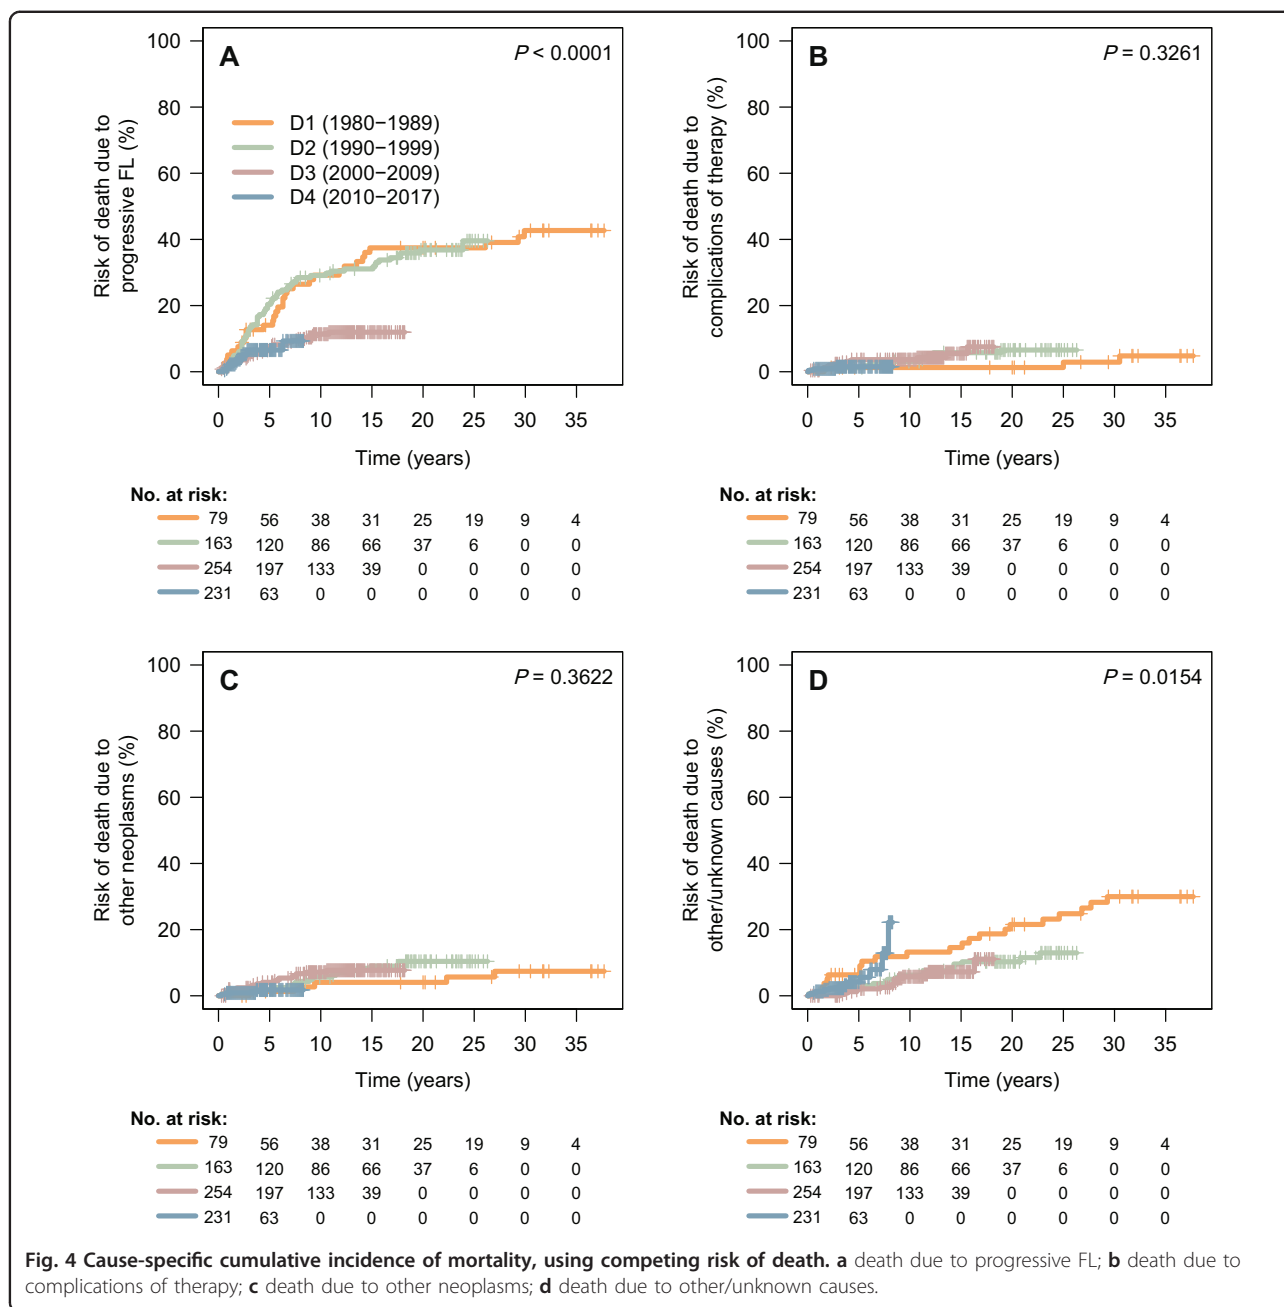 A
P < 0.0001
Risk of death due to
progressive FL (%)
100
80
60
40
20
0
D1 (1980−1989)
D2 (1990−1999)
D3 (2000−2009)
D4 (2010−2017)
0 5 10 15 20 25 30 35
Time (years)
No. at risk:
79 56 38 31 25 19 9 4
163 120 86 66 37 6 0 0
254 197 133 39 0 0 0 0
231 63 0 0 0 0 0 0
B
P = 0.3261
Risk of death due to
complications of therapy (%)
100
80
60
40
20
0
0 5 10 15 20 25 30 35
Time (years)
No. at risk:
79 56 38 31 25 19 9 4
163 120 86 66 37 6 0 0
254 197 133 39 0 0 0 0
231 63 0 0 0 0 0 0
C
P = 0.3622
Risk of death due to
other neoplasms (%)
100
80
60
40
20
0
0 5 10 15 20 25 30 35
Time (years)
No. at risk:
79 56 38 31 25 19 9 4
163 120 86 66 37 6 0 0
254 197 133 39 0 0 0 0
231 63 0 0 0 0 0 0
D
P = 0.0154
Risk of death due to
other/unknown causes (%)
100
80
60
40
20
0
0 5 10 15 20 25 30 35
Time (years)
No. at risk:
79 56 38 31 25 19 9 4
163 120 86 66 37 6 0 0
254 197 133 39 0 0 0 0
231 63 0 0 0 0 0 0
Fig. 4 Cause-specific cumulative incidence of mortality, using competing risk of death. a death due to progressive FL; b death due to
complications of therapy; c death due to other neoplasms; d death due to other/unknown causes.